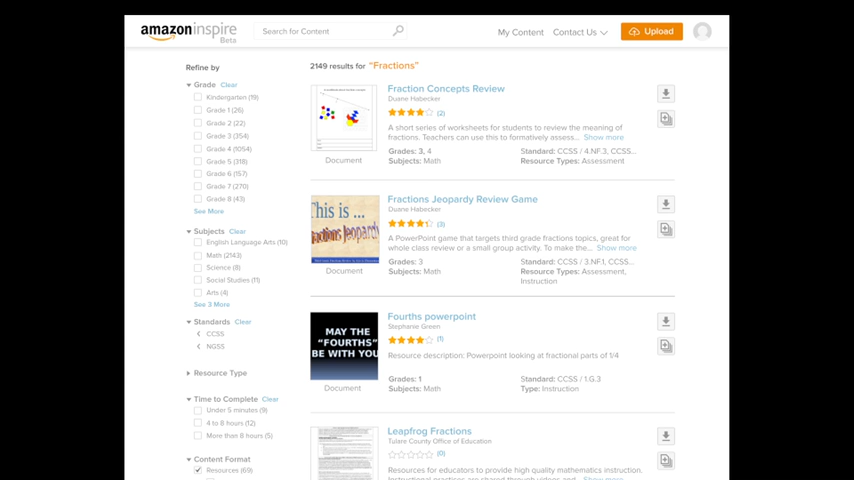 amazoninspire
Beta
Search for Content
My Content
Contact Us
Upload
Refine by
Grade Clear
Kindergarten (19)
Grade 1 (26)
Grade 2 (22)
Grade 3 (354)
Grade 4 (1054)
Grade 5 (318)
Grade 6 (157)
Grade 7 (270)
Grade 8 (43)
See More
Subjects Clear
English Language Arts (10)
Math (2143)
Science (8)
Social Studies (11)
Arts (4)
See 3 More
Standards Clear
CCSS
NGSS
Resource Type
Time to Complete Clear
Under 5 minutes (9)
4 to 8 hours (12)
More than 8 hours (5)
Content Format
Resources (69)
2149 results for "Fractions"
Fraction Concepts Review
Duane Habecker
(2)
A short series of worksheets for students to review the meaning of
fractions. Teachers can use this to formatively assess... Show more
Document
Grades: 3, 4
Subjects: Math
Standard: CCSS / 4.NF.3, CCSS...
Resource Types: Assessment
This is ...
Fractions Jeopardy
Fractions Jeopardy Review Game
Duane Habecker
(3)
A PowerPoint game that targets third grade fractions topics, great for
whole class review or a small group activity. To make the... Show more
Document
Grades: 3
Subjects: Math
Standard: CCSS / 3.NF.1, CCSS...
Resource Types: Assessment,
Instruction
MAY THE
"FOURTHS"
BE WITH YOU
Fourths powerpoint
Stephanie Green
(1)
Resource description: Powerpoint looking at fractional parts of 1/4
Document
Grades: 1
Subjects: Math
Standard: CCSS / 1.G.3
Type: Instruction
Leapfrog Fractions
Tulare County Office of Education
(0)
Resources for educators to provide high quality mathematics instruction.
Instructional practices are shared through videos and
Show more